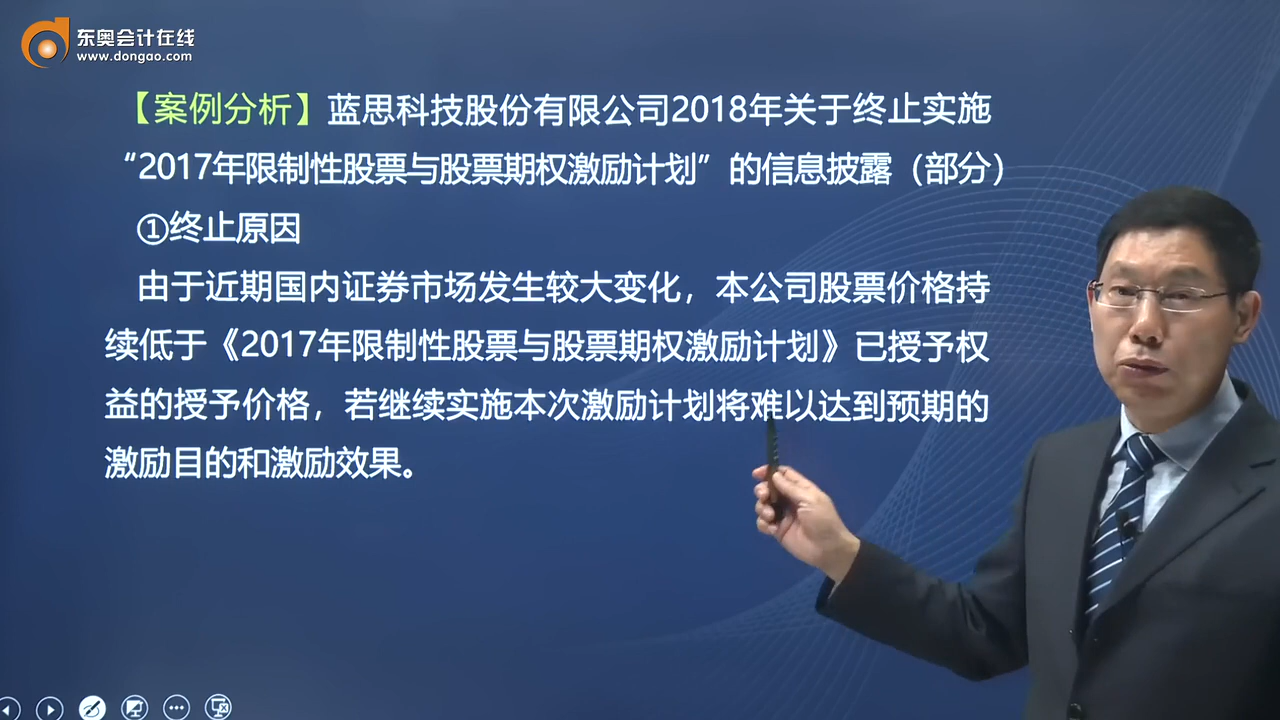 东奥会计在线
www.dongao.com
【案例分析】蓝思科技股份有限公司2018年关于终止实施
“2017年限制性股票与股票期权激励计划”的信息披露（部分）
①终止原因
由于近期国内证券市场发生较大变化，本公司股票价格持
续低于《2017年限制性股票与股票期权激励计划》已授予权
益的授予价格，若继续实施本次激励计划将难以达到预期的
激励目的和激励效果。